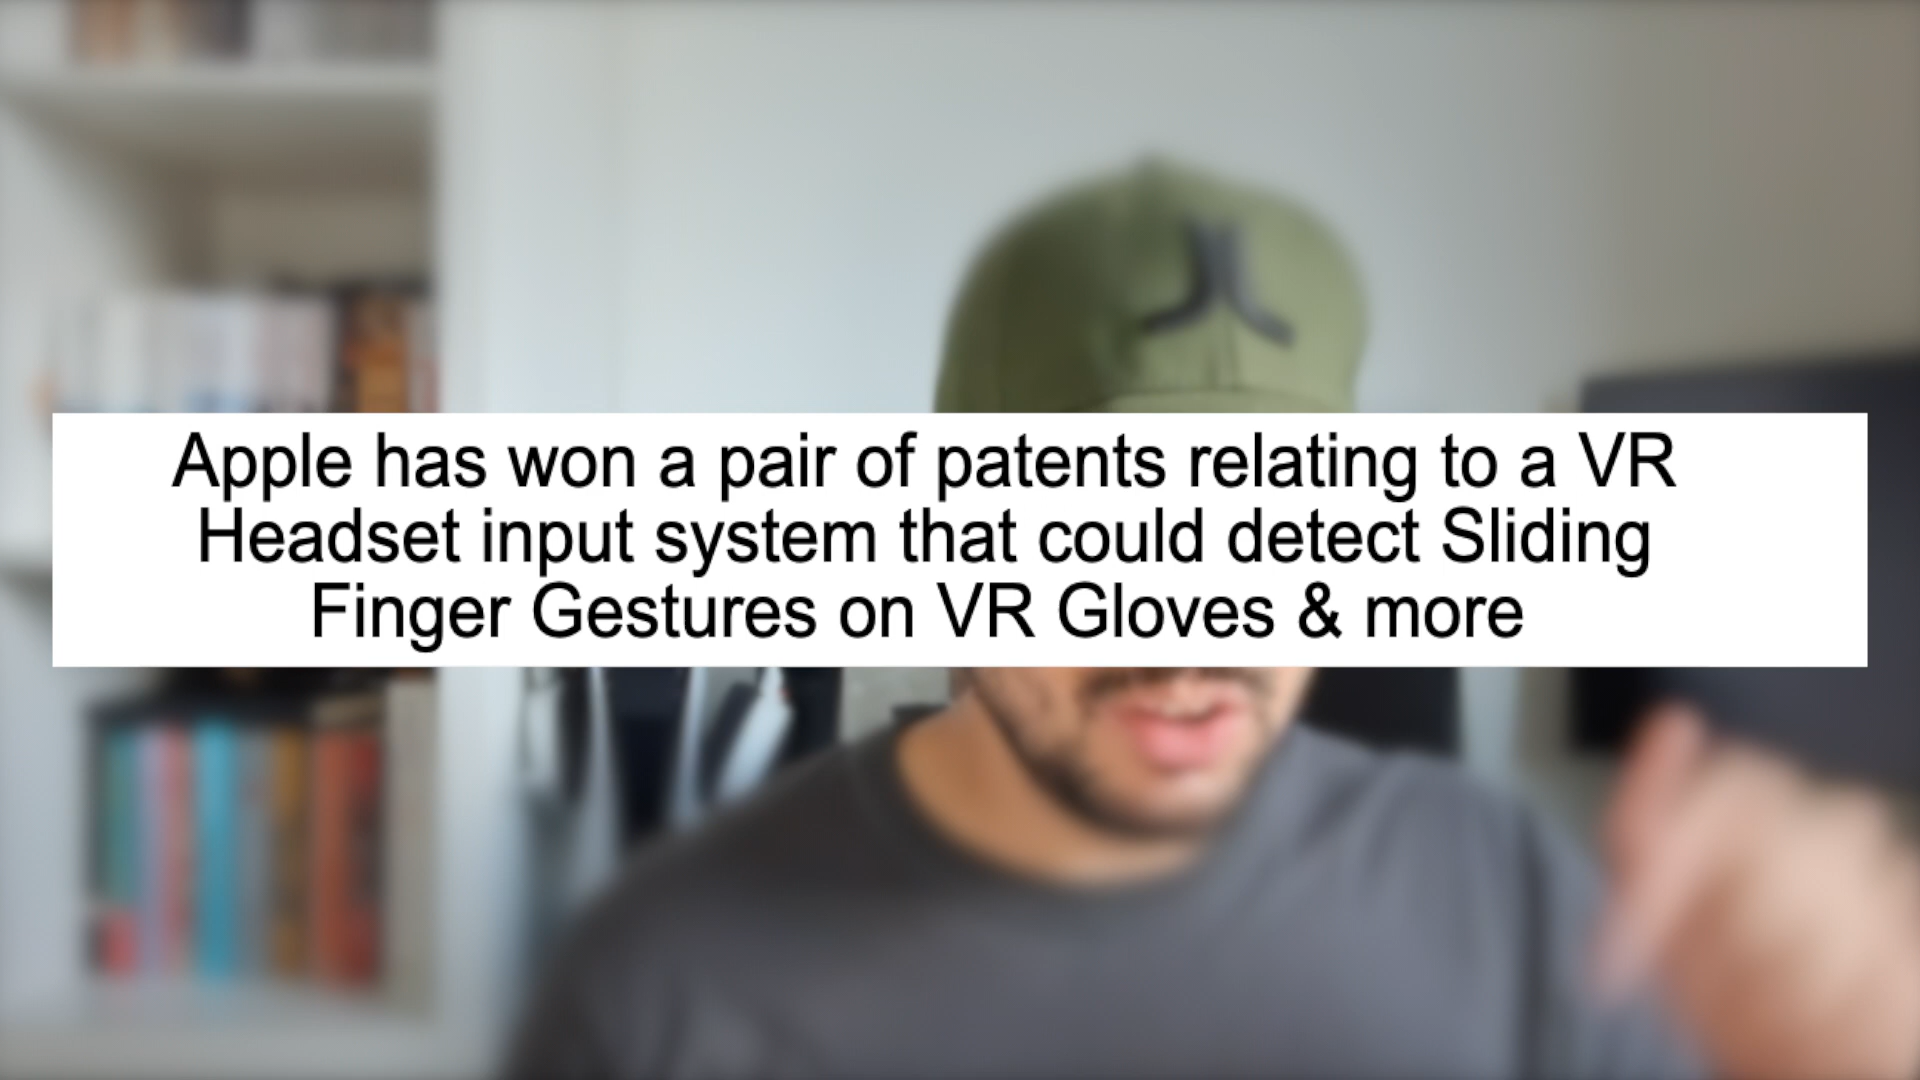 Apple has won a pair of patents relating to a VR
Headset input system that could detect Sliding
Finger Gestures on VR Gloves & more